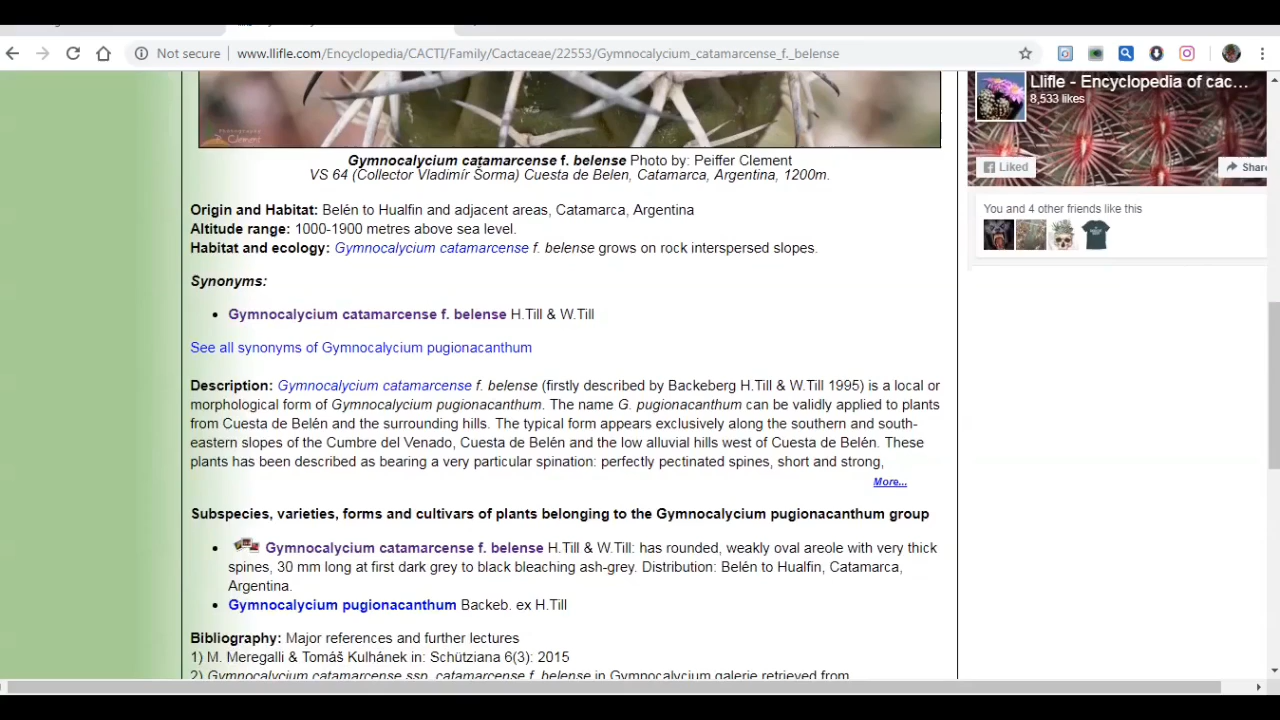 Not secure www.llifle.com/Encyclopedia/CACTI/Family/Cactaceae/22553/Gymnocalycium_catamarcense_f._belense
Llifle - Encyclopedia of cac...
8,533 likes
Liked Share
You and 4 other friends like this
Photography
Clement
Gymnocalycium catamarcense f. belense Photo by: Peiffer Clement
VS 64 (Collector Vladimír Šorma) Cuesta de Belen, Catamarca, Argentina, 1200m.
Origin and Habitat: Belén to Hualfin and adjacent areas, Catamarca, Argentina
Altitude range: 1000-1900 metres above sea level.
Habitat and ecology: Gymnocalycium catamarcense f. belense grows on rock interspersed slopes.
Synonyms:
• Gymnocalycium catamarcense f. belense H.Till & W.Till
See all synonyms of Gymnocalycium pugionacanthum
Description: Gymnocalycium catamarcense f. belense (firstly described by Backeberg H.Till & W.Till 1995) is a local or
morphological form of Gymnocalycium pugionacanthum. The name G. pugionacanthum can be validly applied to plants
from Cuesta de Belén and the surrounding hills. The typical form appears exclusively along the southern and south-
eastern slopes of the Cumbre del Venado, Cuesta de Belén and the low alluvial hills west of Cuesta de Belén. These
plants has been described as bearing a very particular spination: perfectly pectinated spines, short and strong,
More...
Subspecies, varieties, forms and cultivars of plants belonging to the Gymnocalycium pugionacanthum group
• Gymnocalycium catamarcense f. belense H.Till & W.Till: has rounded, weakly oval areole with very thick
spines, 30 mm long at first dark grey to black bleaching ash-grey. Distribution: Belén to Hualfin, Catamarca,
Argentina.
• Gymnocalycium pugionacanthum Backeb. ex H.Till
Bibliography: Major references and further lectures
1) M. Meregalli & Tomáš Kulhánek in: Schütziana 6(3): 2015
2) Gymnocalycium catamarcense ssp. catamarcense f. belense in Gymnocalycium galerie retrieved from